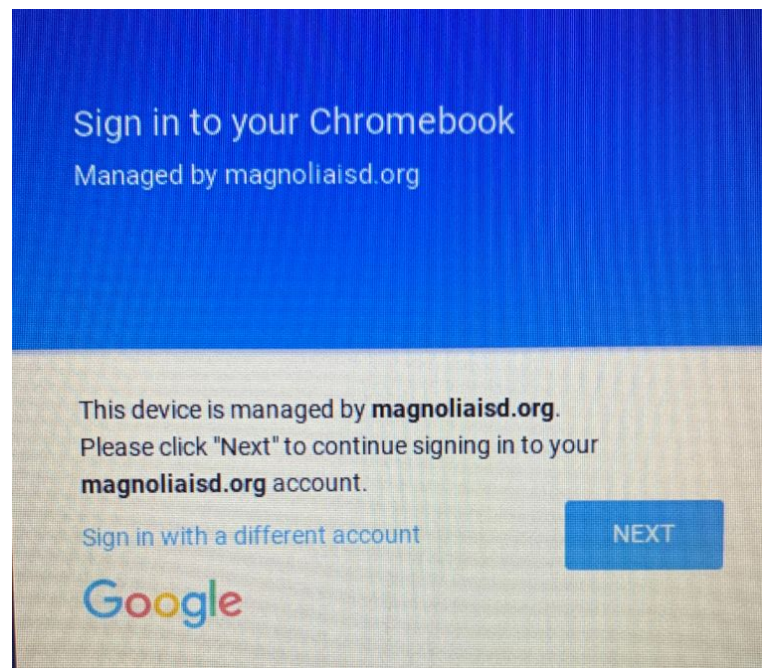 Sign in to your Chromebook
Managed by magnoliaisd.org
This device is managed by magnoliaisd.org.
Please click "Next" to continue signing in to your
magnoliaisd.org account.
Sign in with a different account
NEXT
Google